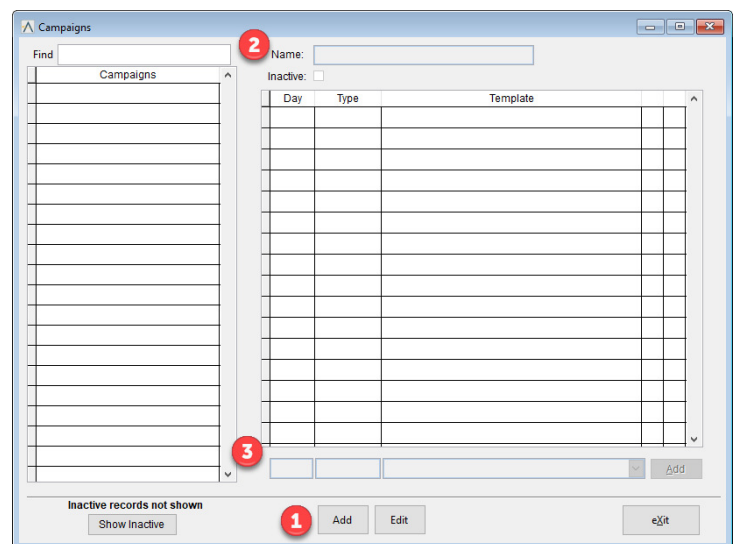 Campaigns
Find
2
Name:
Campaigns
Inactive:
Day Type Template
3
Add
Inactive records not shown
Show Inactive
1
Add
Edit
eXit